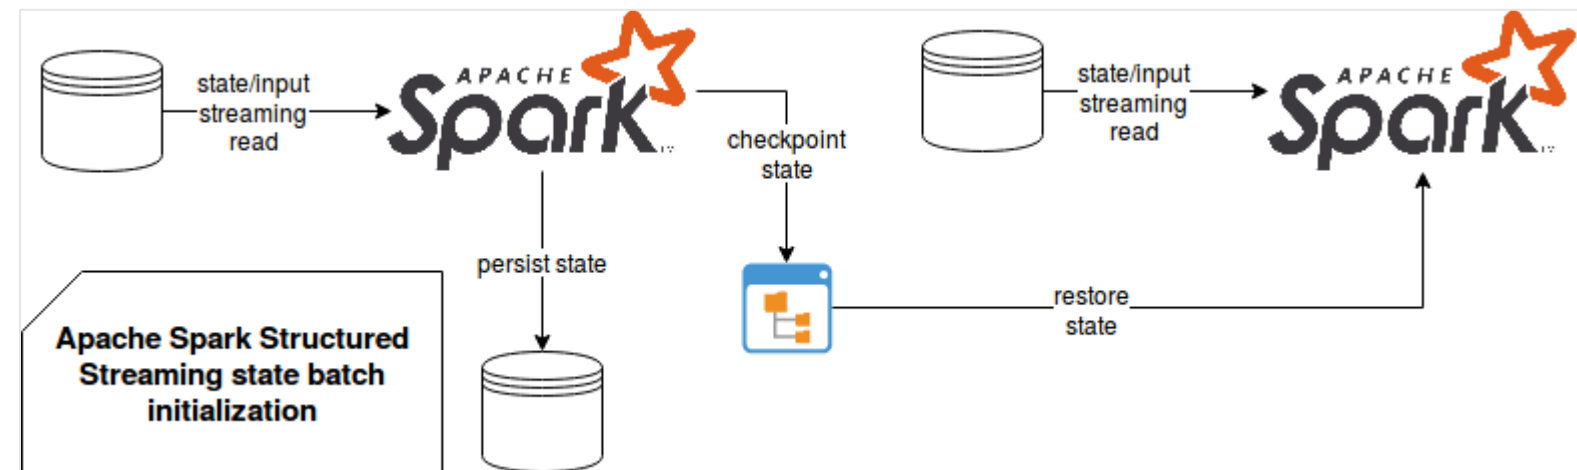 state/input
streaming
read
APACHE
Spark
checkpoint
state
state/input
streaming
read
APACHE
Spark
persist state
restore
state
Apache Spark Structured
Streaming state batch
initialization